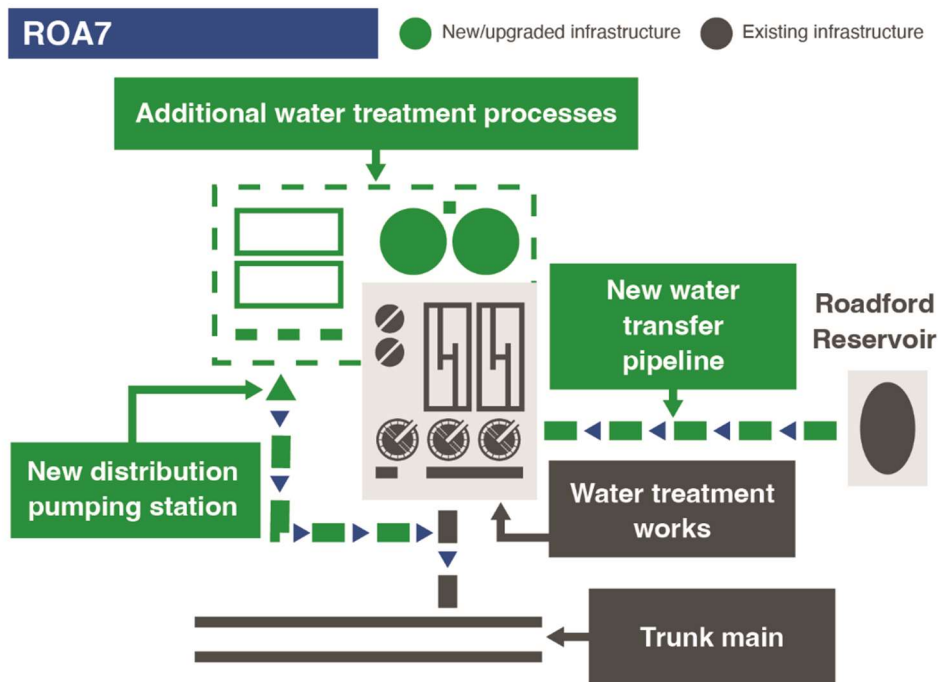 ROA7
New/upgraded infrastructure
Existing infrastructure
Additional water treatment processes
New water
transfer
pipeline
Roadford
Reservoir
New distribution
pumping station
Water treatment
works
Trunk main